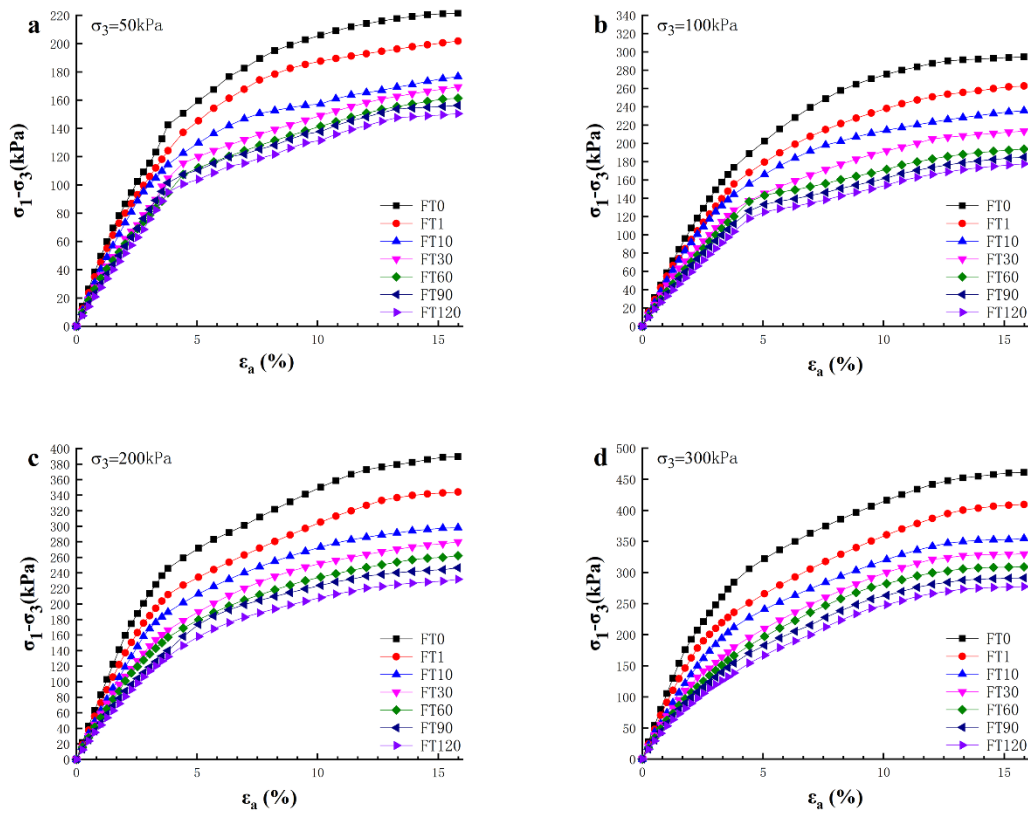 a
σ3=50kPa
σ1-σ3(kPa)
220
200
180
160
140
120
100
80
60
40
20
0
0
5
10
15
εa (%)
FT0
FT1
FT10
FT30
FT60
FT90
FT120
b
σ3=100kPa
σ1-σ3(kPa)
340
320
300
280
260
240
220
200
180
160
140
120
100
80
60
40
20
0
0
5
10
15
εa (%)
FT0
FT1
FT10
FT30
FT60
FT90
FT120
c
σ3=200kPa
σ1-σ3(kPa)
400
380
360
340
320
300
280
260
240
220
200
180
160
140
120
100
80
60
40
20
0
0
5
10
15
εa (%)
FT0
FT1
FT10
FT30
FT60
FT90
FT120
d
σ3=300kPa
σ1-σ3(kPa)
500
450
400
350
300
250
200
150
100
50
0
0
5
10
15
εa (%)
FT0
FT1
FT10
FT30
FT60
FT90
FT120